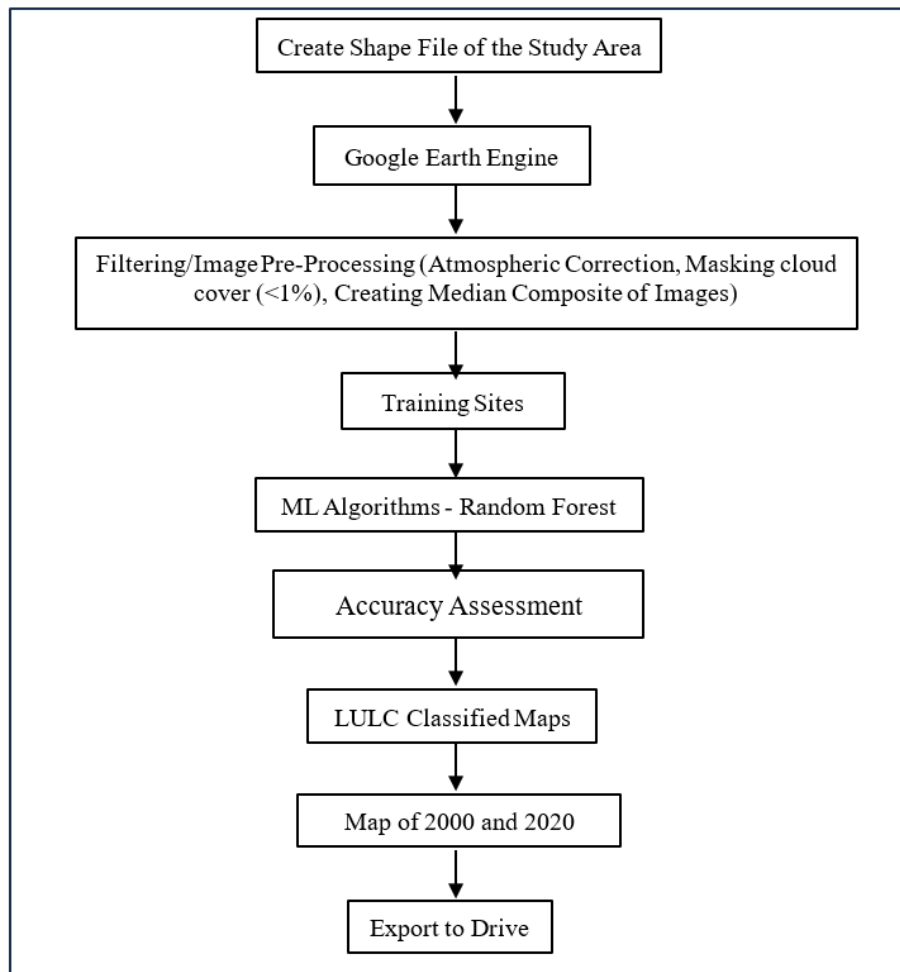 Create Shape File of the Study Area
Google Earth Engine
Filtering/Image Pre-Processing (Atmospheric Correction, Masking cloud
cover (<1%), Creating Median Composite of Images)
Training Sites
ML Algorithms - Random Forest
Accuracy Assessment
LULC Classified Maps
Map of 2000 and 2020
Export to Drive